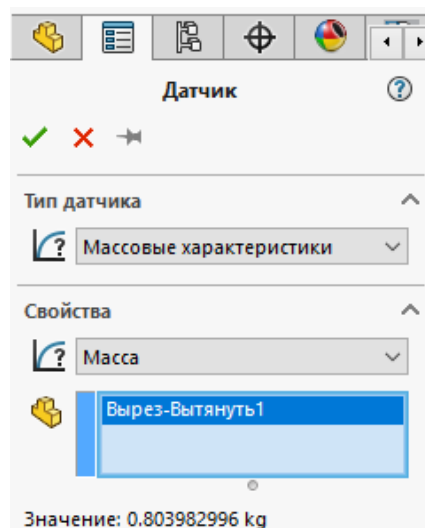 Датчик
Тип датчика
Массовые характеристики
Свойства
Масса
Вырез-Вытянуть1
Значение: 0.803982996 kg